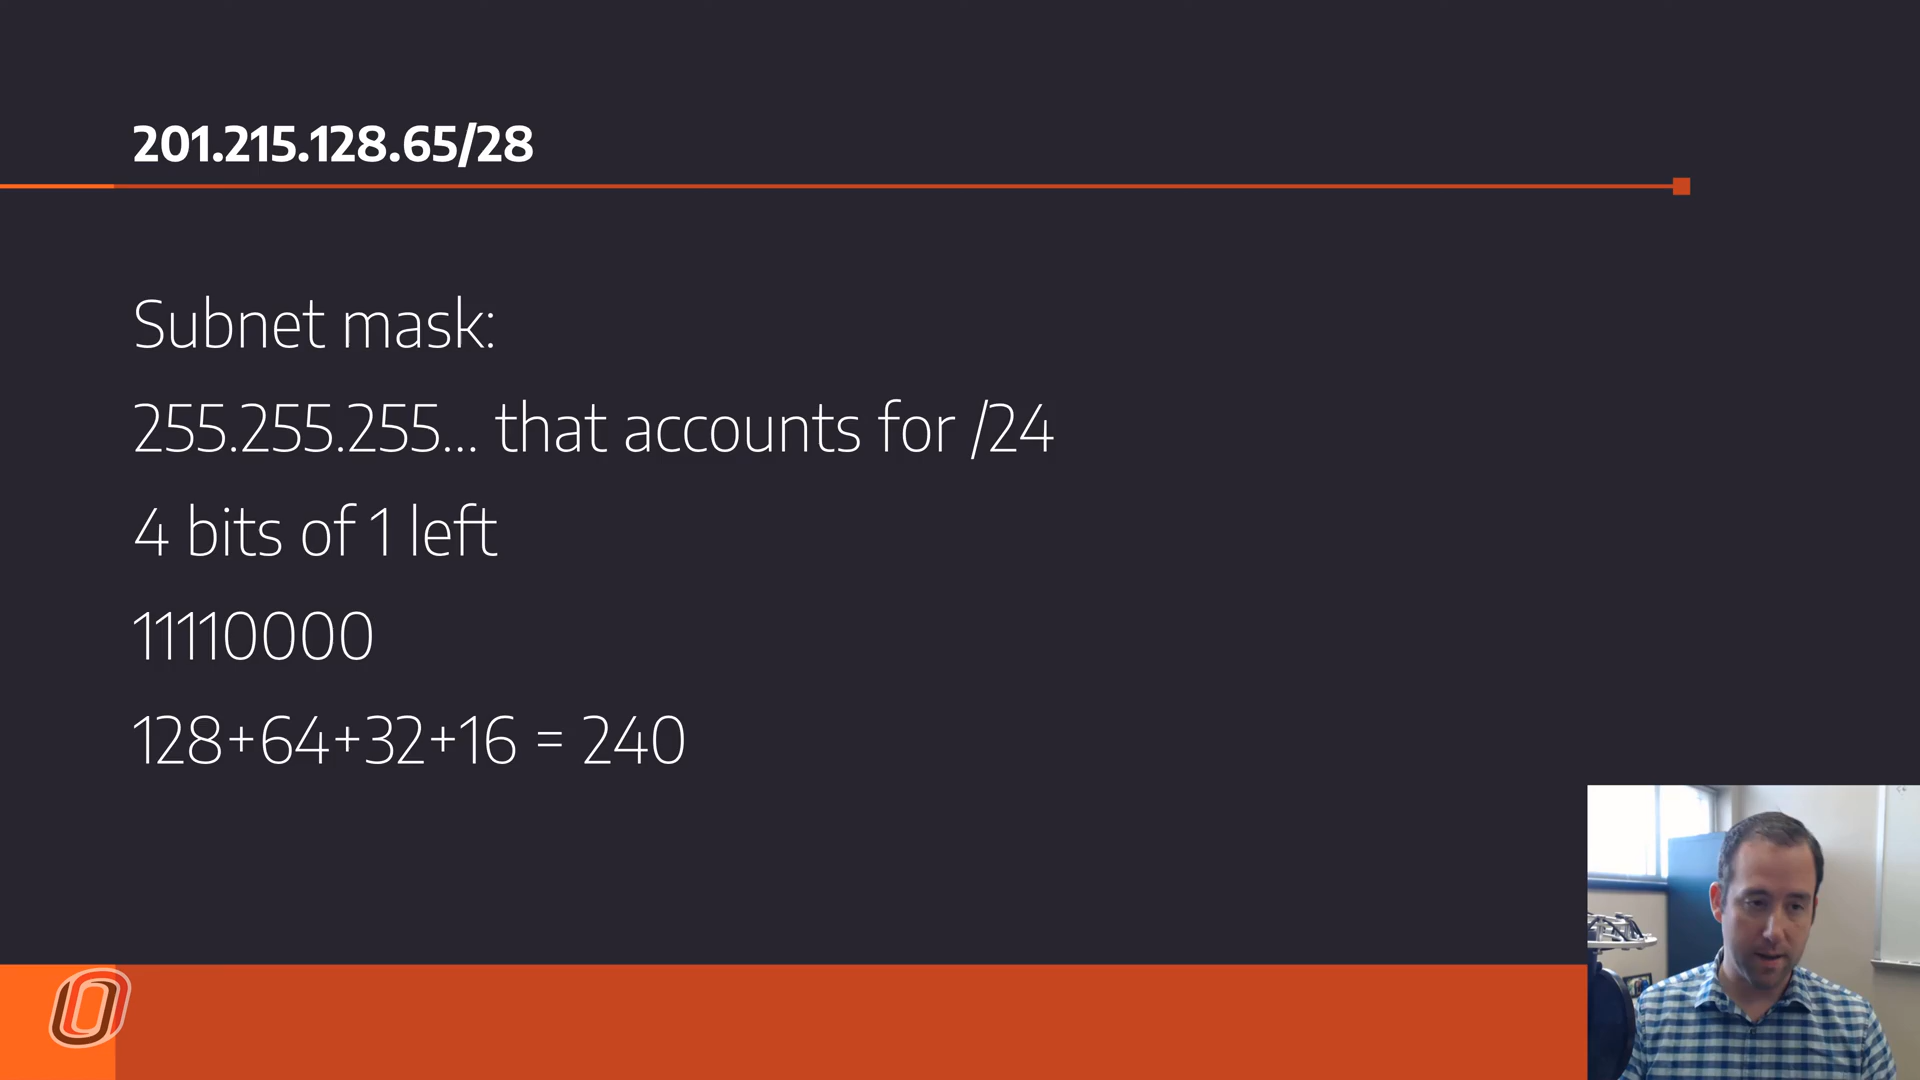 201.215.128.65/28
Subnet mask:
255.255.255... that accounts for /24
4 bits of 1 left
11110000
128+64+32+16 = 240